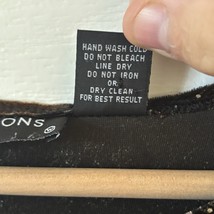 HAND WASH COLD
DO NOT BLEACH
LINE DRY
DO NOT IRON
OR
DRY CLEAN
FOR BEST RESULT
ONS